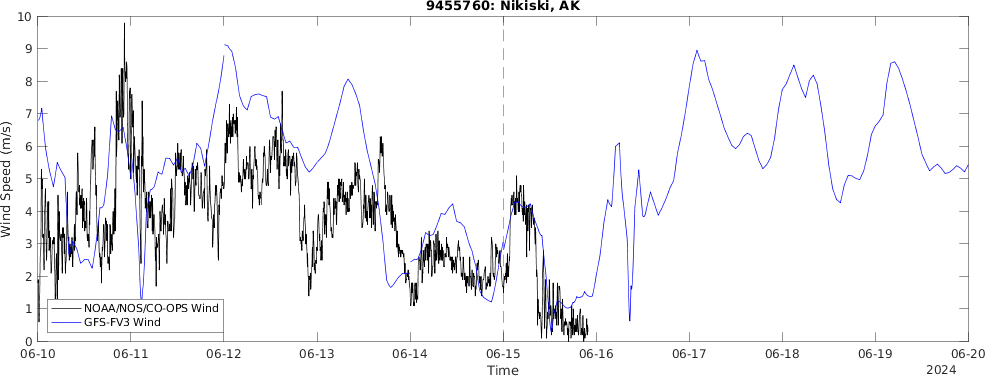 9455760: Nikiski, AK
Wind Speed (m/s)
10
9
8
7
6
5
4
3
2
1
0
NOAA/NOS/CO-OPS Wind
GFS-FV3 Wind
06-10 06-11 06-12 06-13 06-14 06-15 06-16 06-17 06-18 06-19 06-20
Time
2024